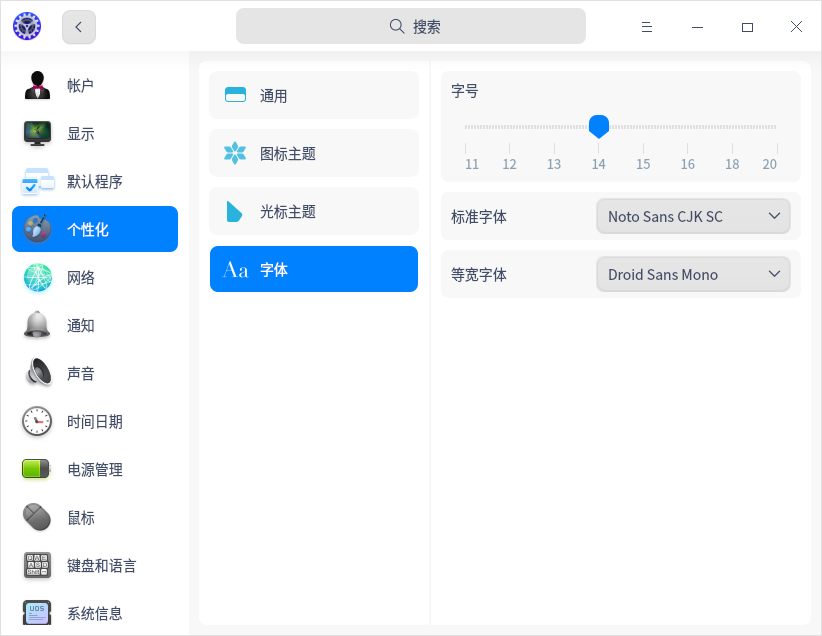 搜索
帐户
显示
默认程序
个性化
网络
通知
声音
时间日期
电源管理
鼠标
键盘和语言
UOS
系统信息
通用
图标主题
光标主题
Aa 字体
字号
11 12 13 14 15 16 18 20
标准字体 Noto Sans CJK SC
等宽字体 Droid Sans Mono